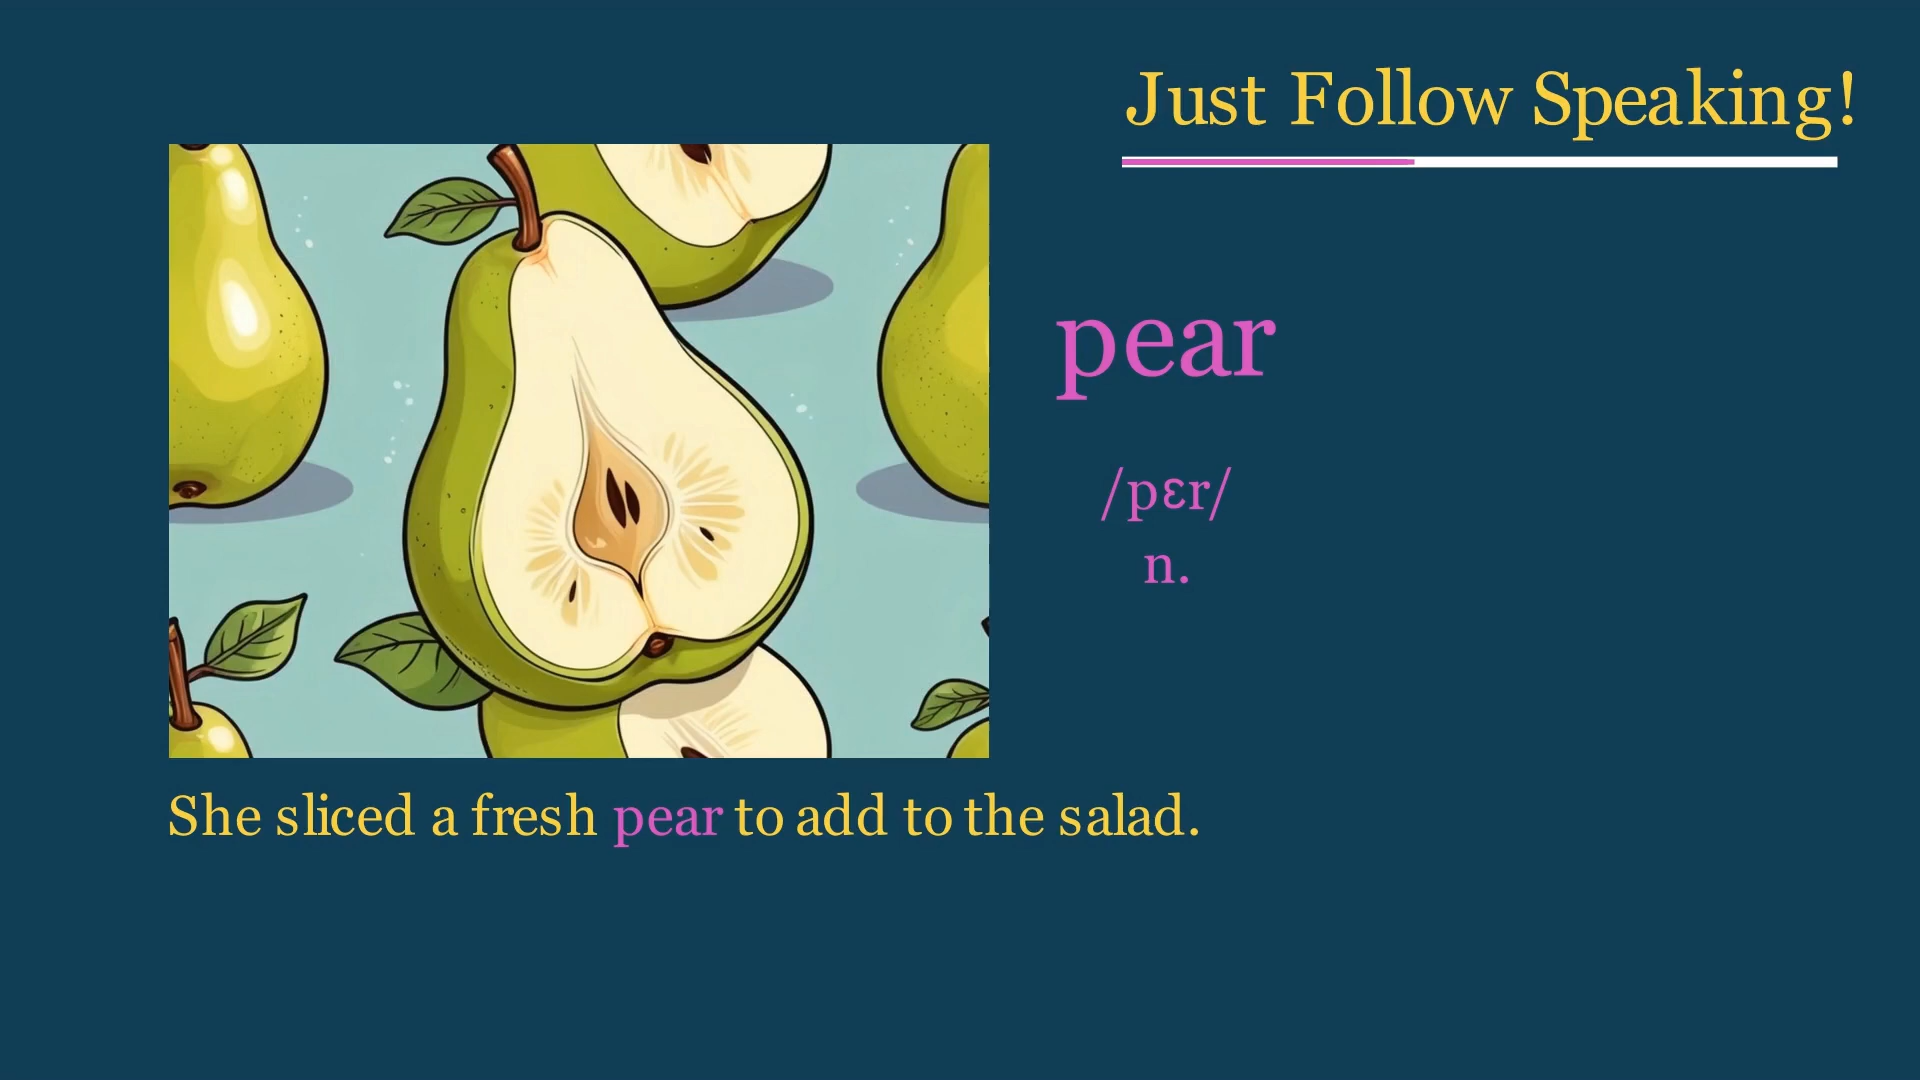 Just Follow Speaking!
pear
/pɛr/
n.
She sliced a fresh pear to add to the salad.